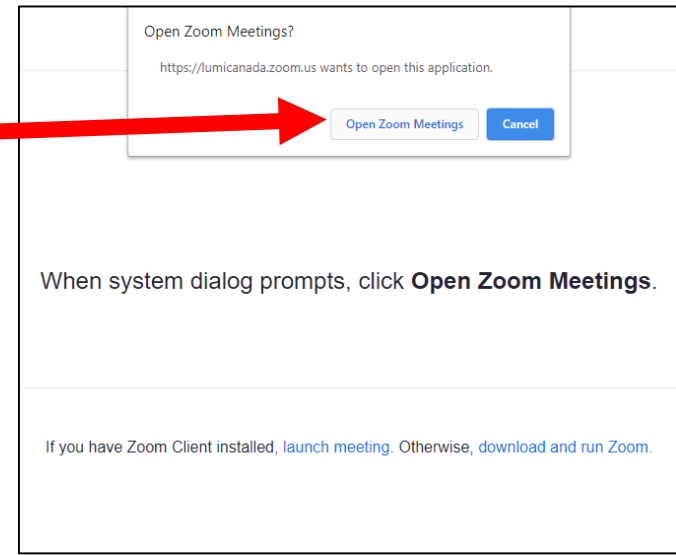 Open Zoom Meetings?
https://lumicanada.zoom.us wants to open this application.
Open Zoom Meetings Cancel
When system dialog prompts, click Open Zoom Meetings.
If you have Zoom Client installed, launch meeting. Otherwise, download and run Zoom.